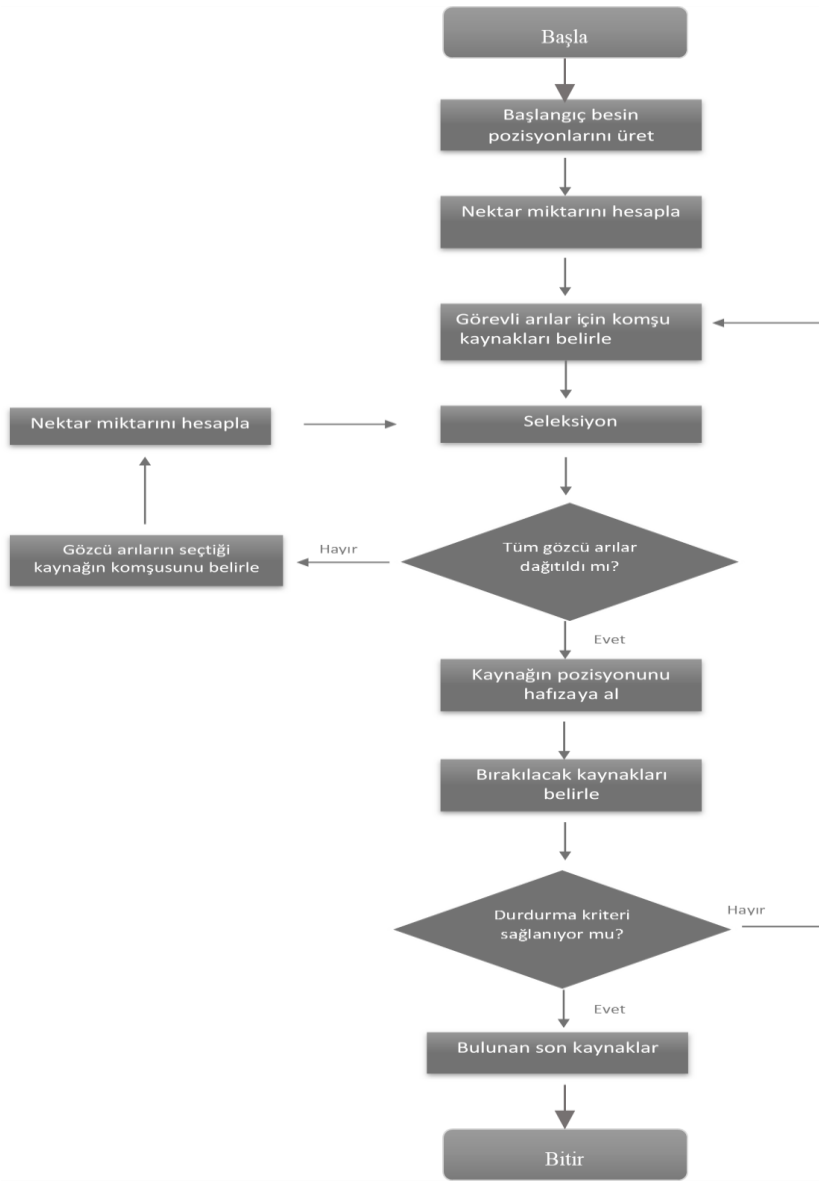 Başla
Başlangıç besin
pozisyonlarını üret
Nektar miktarını hesapla
Görevli arılar için komşu
kaynakları belirle
Nektar miktarını hesapla
Seleksiyon
Gözcü arıların seçtiği
kaynağın komşusunu belirle
Hayır
Tüm gözcü arılar
dağıtıldı mı?
Evet
Kaynağın pozisyonunu
hafızaya al
Bırakılacak kaynakları
belirle
Durdurma kriteri
sağlanıyor mu?
Hayır
Evet
Bulunan son kaynaklar
Bitir